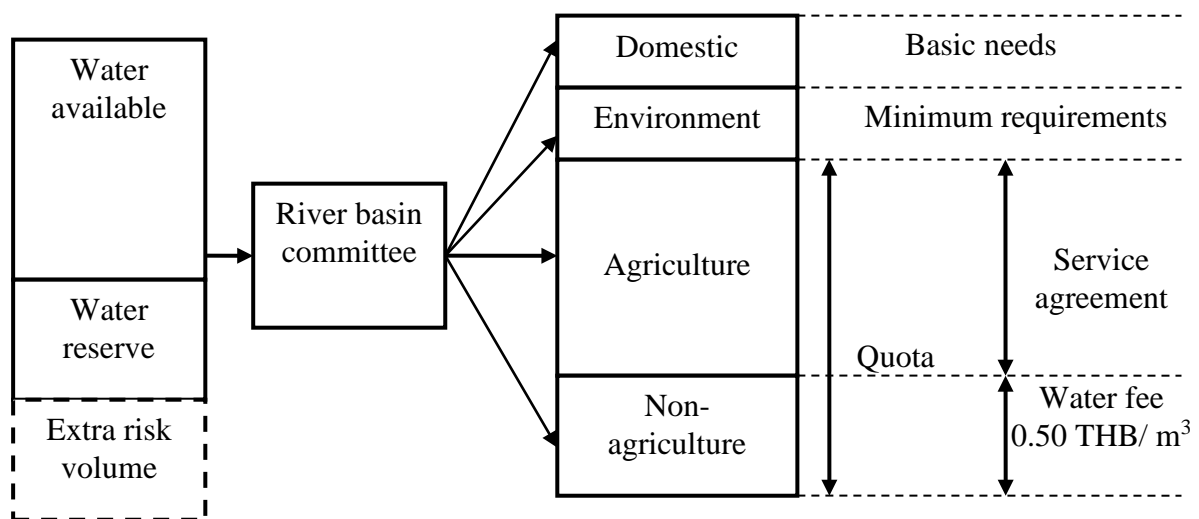 Water
available
Water
reserve
Extra risk
volume
River basin
committee
Domestic
Environment
Agriculture
Non-
agriculture
Basic needs
Minimum requirements
Quota
Service
agreement
Water fee
0.50 THB/ m³